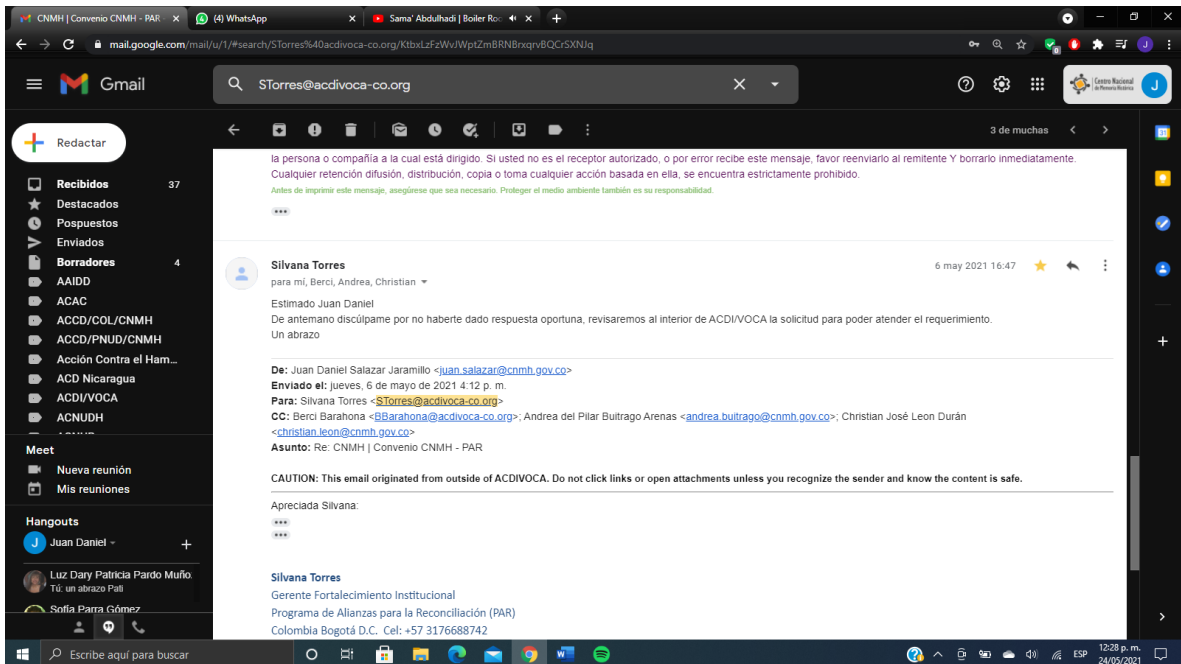 CNMH | Convenio CNMH - PAR
(4) WhatsApp
Sama' Abdulhadi | Boiler Roo
mail.google.com/mail/u/1/#search/STorres%40acdivoca-co.org/KtbxLzFzWvJWptZmBRNBrxqrvBQCrSXNJq
Gmail
STorres@acdivoca-co.org
Centro Nacional
de Memoria Histórica
J
Redactar
3 de muchas
Recibidos 37
Destacados
Pospuestos
Enviados
Borradores 4
AAIDD
ACAC
ACCD/COL/CNMH
ACCD/PNUD/CNMH
Acción Contra el Ham...
ACD Nicaragua
ACDI/VOCA
ACNUDH
Meet
Nueva reunión
Mis reuniones
Hangouts
J Juan Daniel
Luz Dary Patricia Pardo Muño:
Tú: un abrazo Pati
Sofía Parra Gómez
la persona o compañía a la cual está dirigido. Si usted no es el receptor autorizado, o por error recibe este mensaje, favor reenviarlo al remitente Y borrarlo inmediatamente.
Cualquier retención difusión, distribución, copia o toma cualquier acción basada en ella, se encuentra estrictamente prohibido.
Antes de imprimir este mensaje, asegúrese que sea necesario. Proteger el medio ambiente también es su responsabilidad.
Silvana Torres
6 may 2021 16:47
para mí, Berci, Andrea, Christian
Estimado Juan Daniel
De antemano discúlpame por no haberte dado respuesta oportuna, revisaremos al interior de ACDI/VOCA la solicitud para poder atender el requerimiento.
Un abrazo
De: Juan Daniel Salazar Jaramillo <juan.salazar@cnmh.gov.co>
Enviado el: jueves, 6 de mayo de 2021 4:12 p. m.
Para: Silvana Torres <STorres@acdivoca-co.org>
CC: Berci Barahona <BBarahona@acdivoca-co.org>; Andrea del Pilar Buitrago Arenas <andrea.buitrago@cnmh.gov.co>; Christian José Leon Durán
<christian.leon@cnmh.gov.co>
Asunto: Re: CNMH | Convenio CNMH - PAR
CAUTION: This email originated from outside of ACDIVOCA. Do not click links or open attachments unless you recognize the sender and know the content is safe.
Apreciada Silvana:
Silvana Torres
Gerente Fortalecimiento Institucional
Programa de Alianzas para la Reconciliación (PAR)
Colombia Bogotá D.C. Cel: +57 3176688742
Escribe aquí para buscar
ESP
12:28 p. m.
24/05/2021